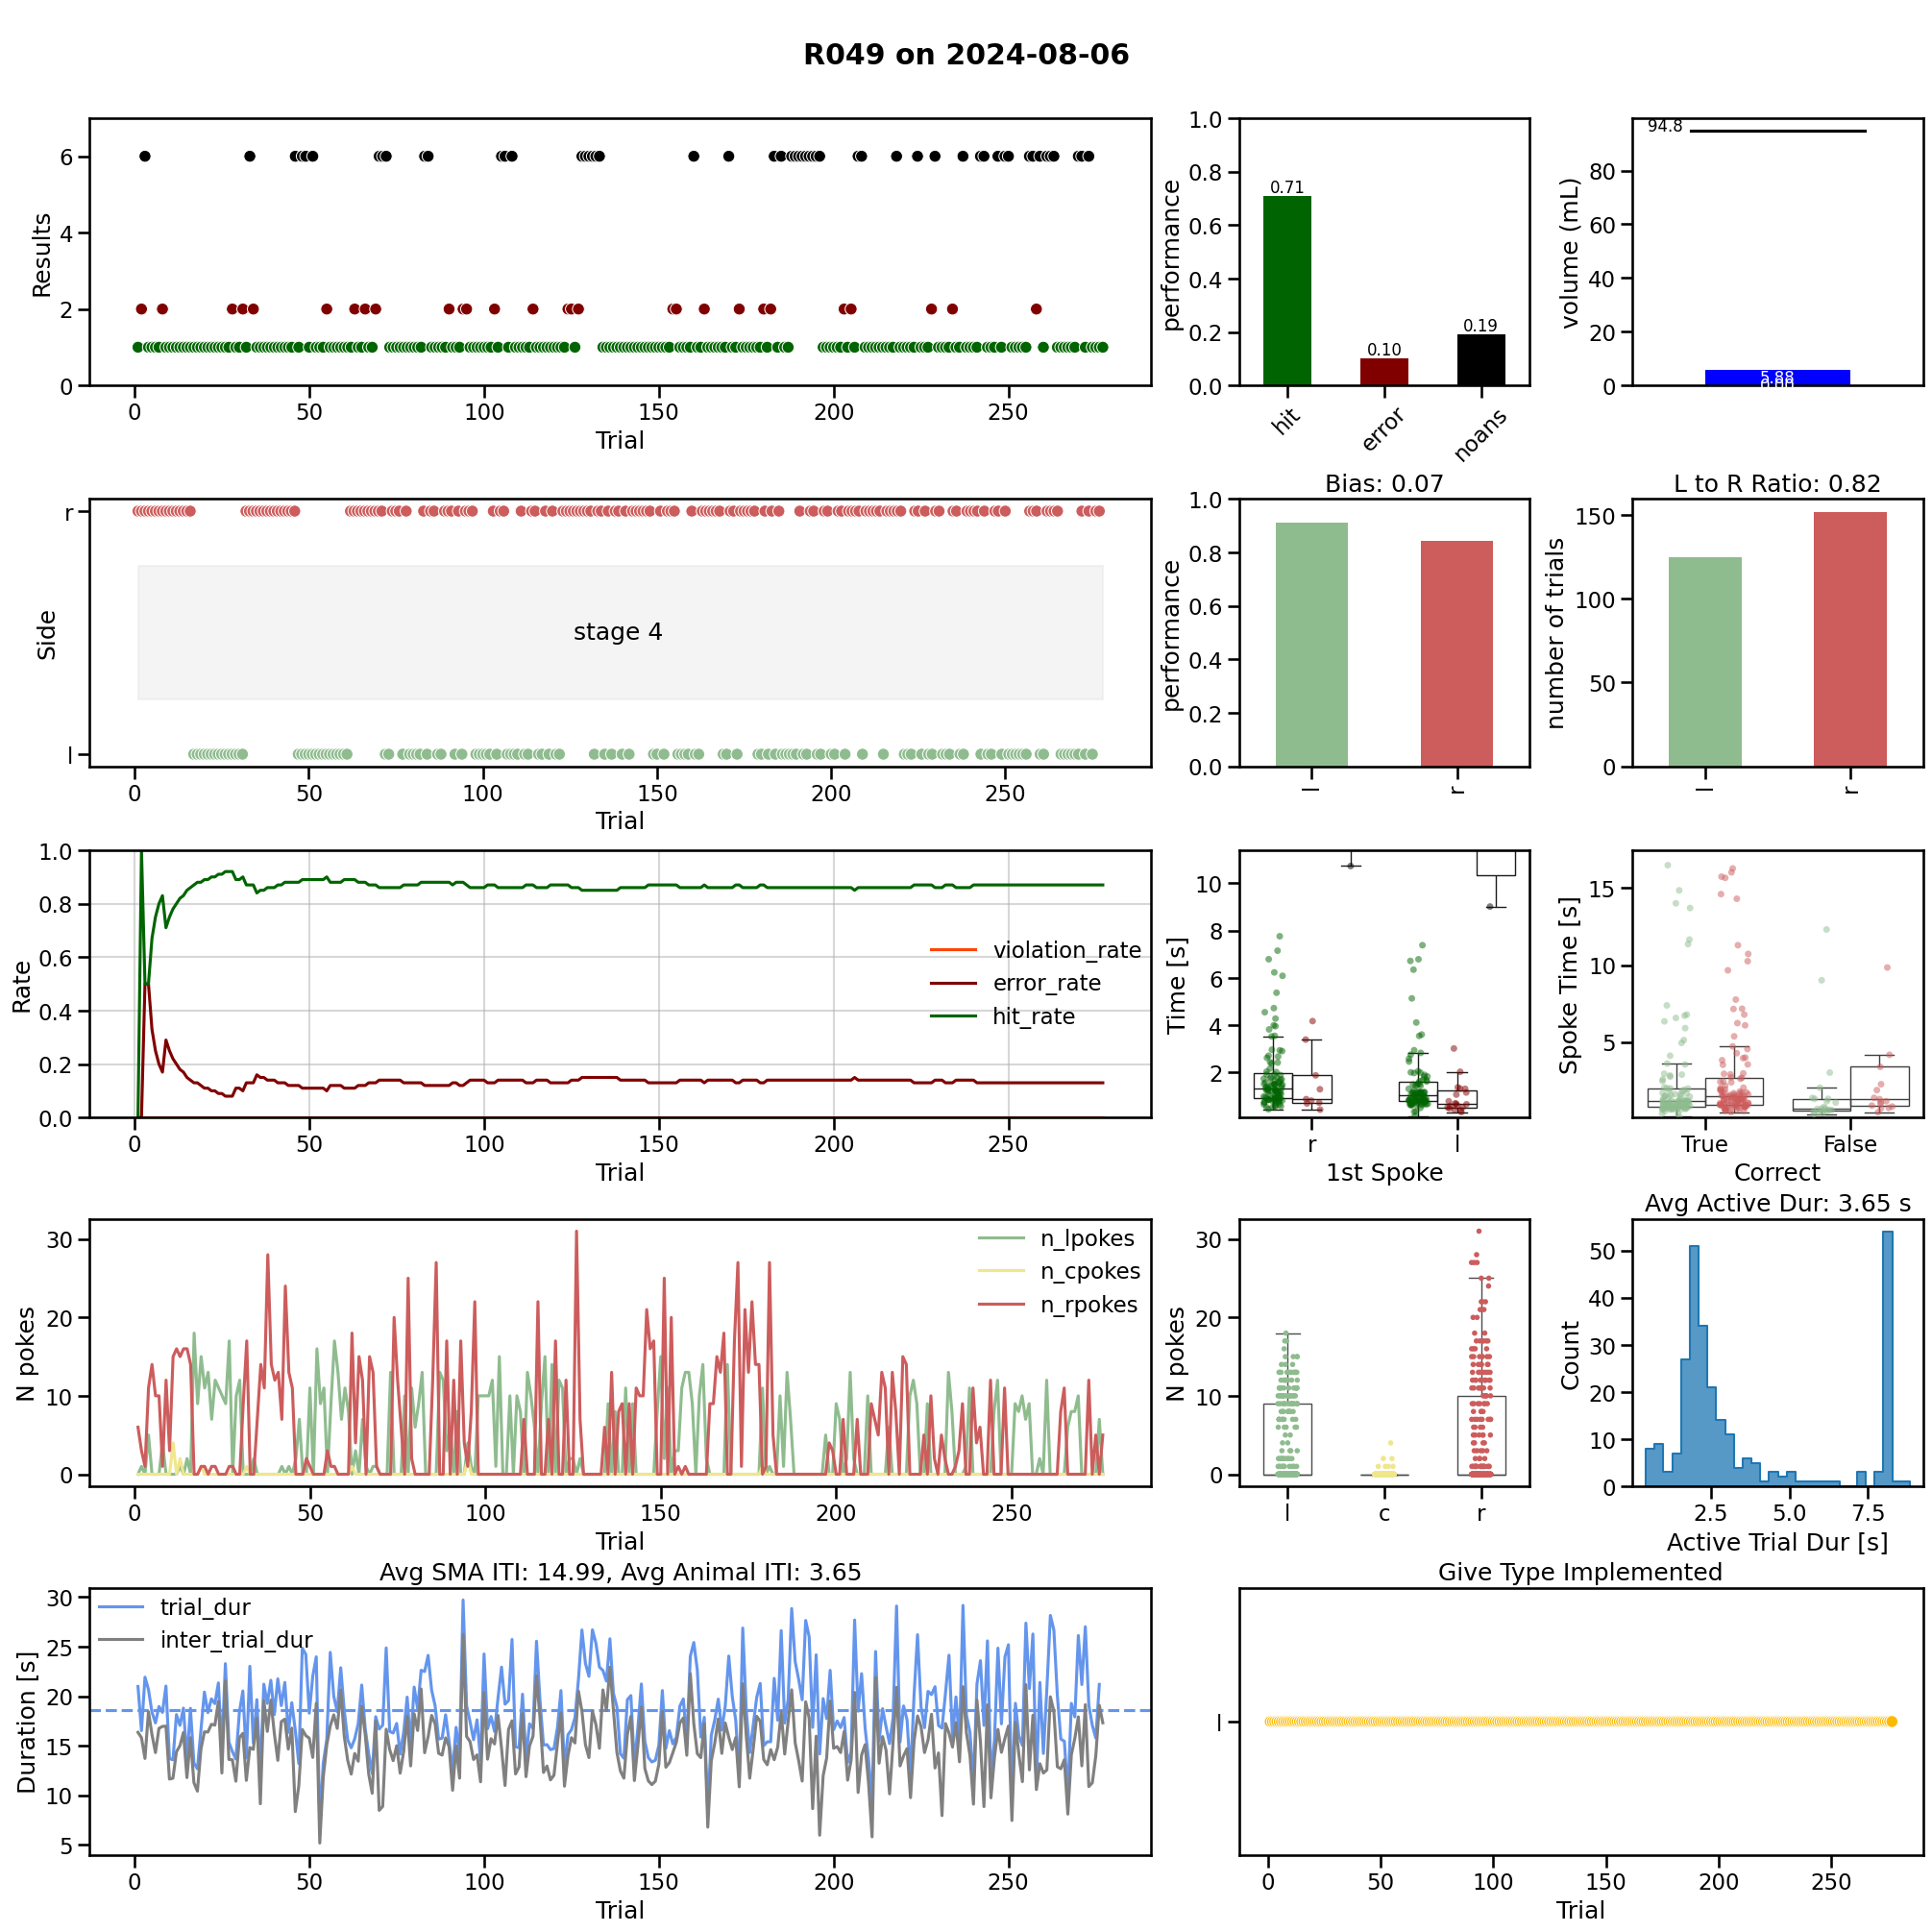 R049 on 2024-08-06
Results
6
4
2
0
0
50
100
150
200
250
Trial
performance
1.0
0.8
0.6
0.4
0.2
0.0
0.71
0.10
0.19
hit
error
noans
volume (mL)
94.8
80
60
40
20
0
5.88
Side
r
l
stage 4
0
50
100
150
200
250
Trial
Bias: 0.07
performance
1.0
0.8
0.6
0.4
0.2
0.0
l
r
L to R Ratio: 0.82
number of trials
150
100
50
0
l
r
Rate
1.0
0.8
0.6
0.4
0.2
0.0
violation_rate
error_rate
hit_rate
0
50
100
150
200
250
Trial
Time [s]
10
8
6
4
2
r
l
1st Spoke
Spoke Time [s]
15
10
5
True
False
Correct
N pokes
30
20
10
0
n_lpokes
n_cpokes
n_rpokes
0
50
100
150
200
250
Trial
N pokes
30
20
10
0
l
c
r
Avg Active Dur: 3.65 s
Count
50
40
30
20
10
0
2.5
5.0
7.5
Active Trial Dur [s]
Avg SMA ITI: 14.99, Avg Animal ITI: 3.65
Duration [s]
30
25
20
15
10
5
trial_dur
inter_trial_dur
0
50
100
150
200
250
Trial
Give Type Implemented
l
0
50
100
150
200
250
Trial